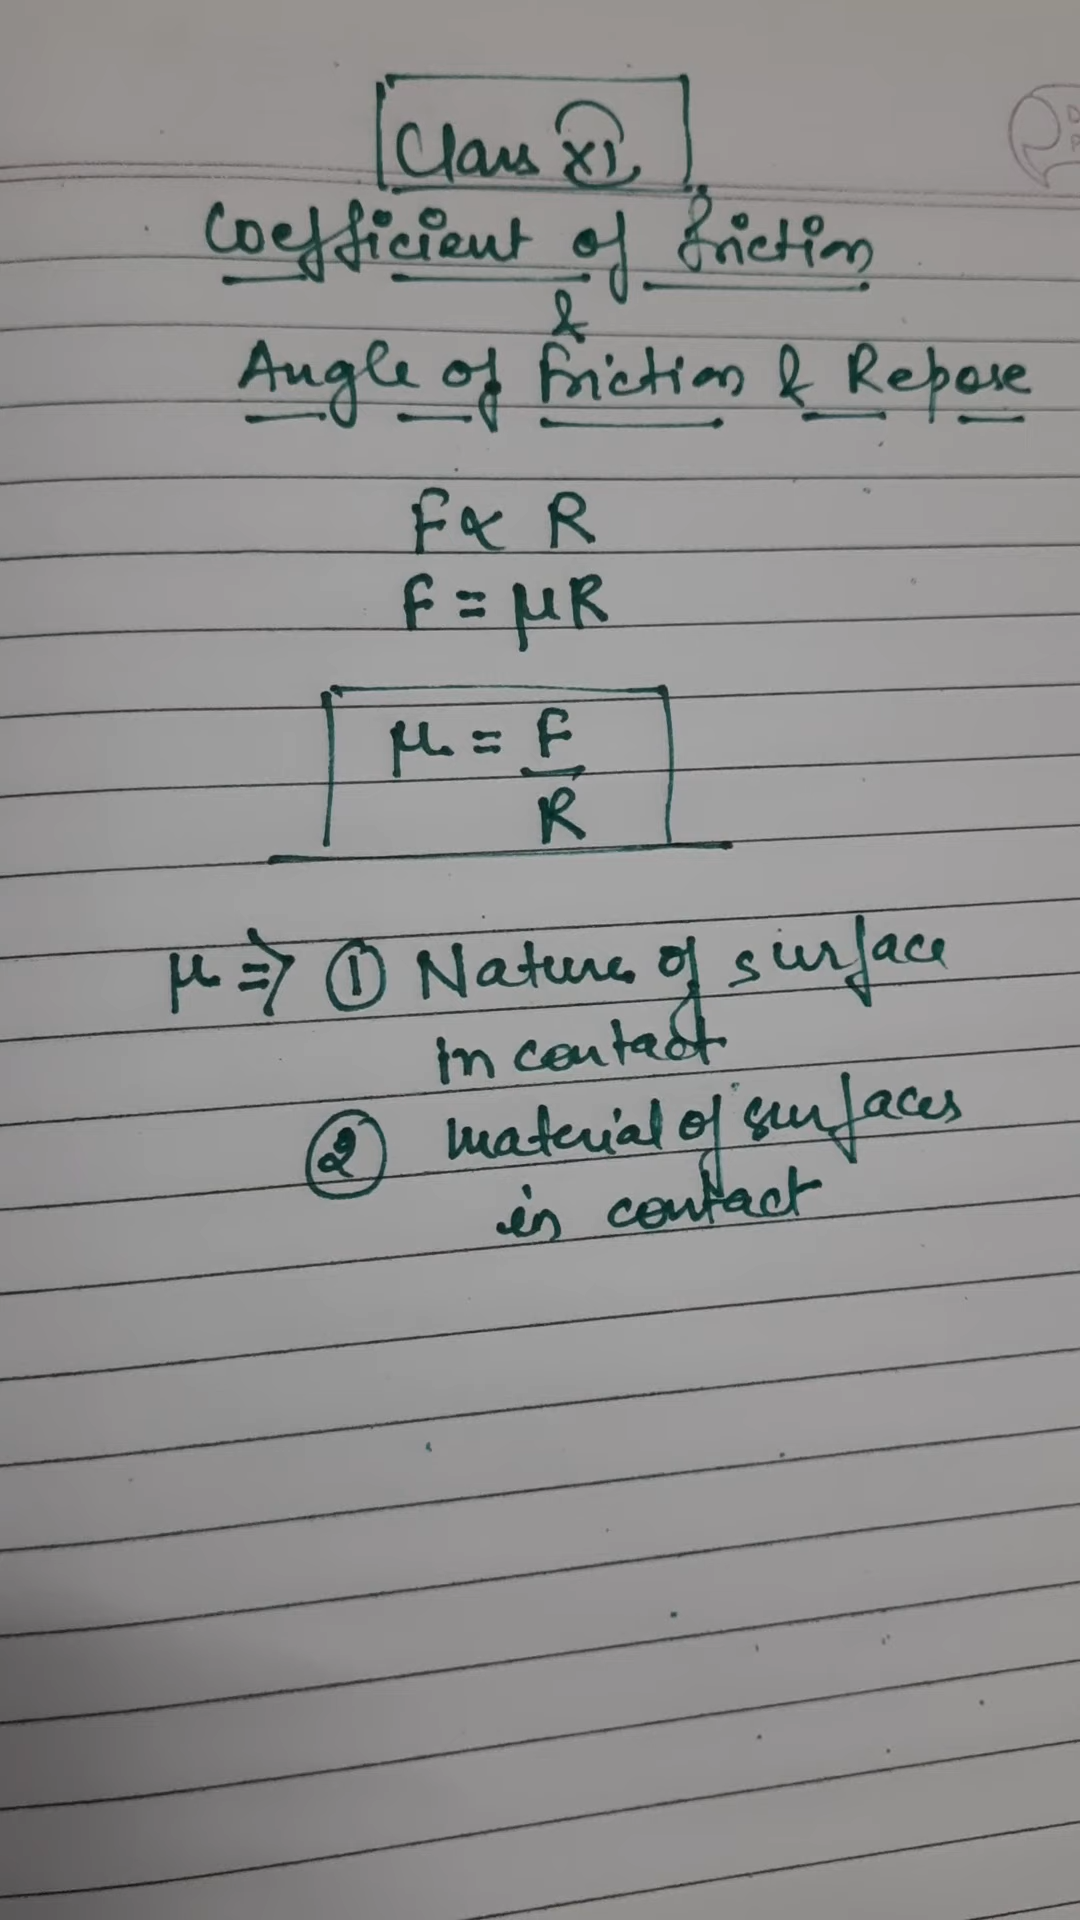 Class XI
Coefficient of friction
&
Angle of friction & Repose
F ∝ R
F = μR
μ = F
R
μ ⇒ ① Nature of surface
in contact
② material of surfaces
in contact